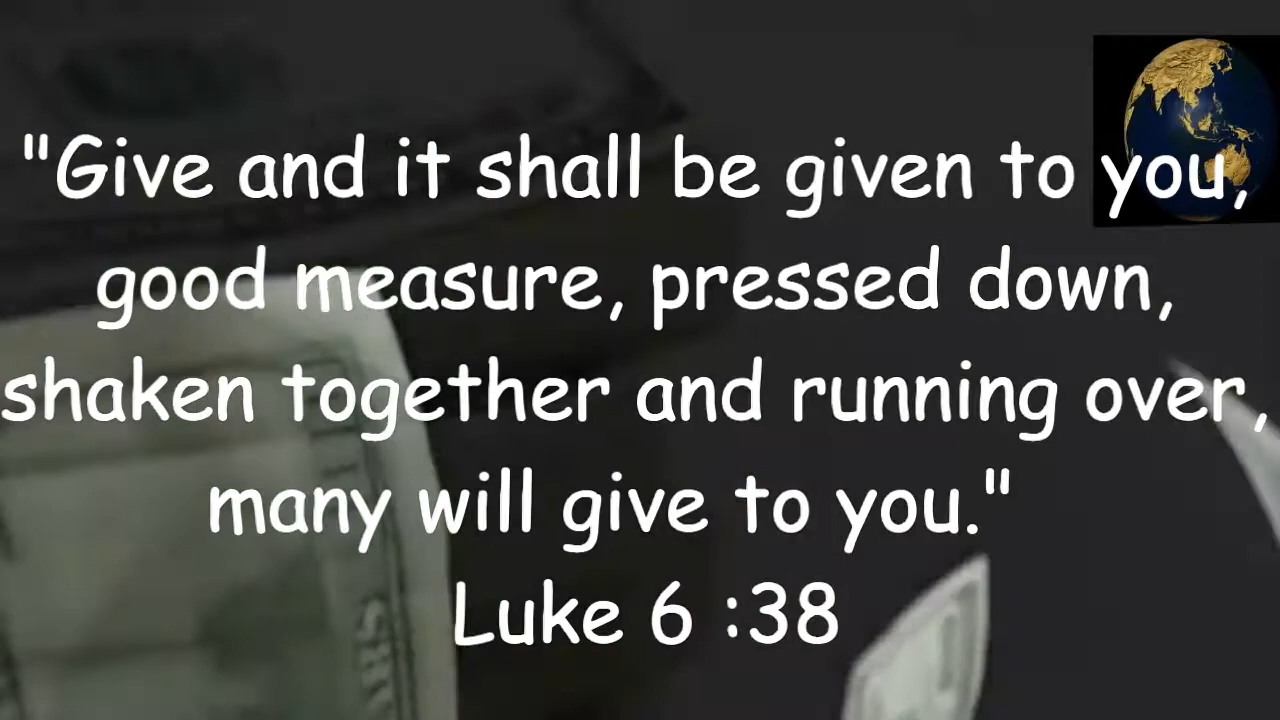 "Give and it shall be given to you,
good measure, pressed down,
shaken together and running over,
many will give to you."
Luke 6 :38